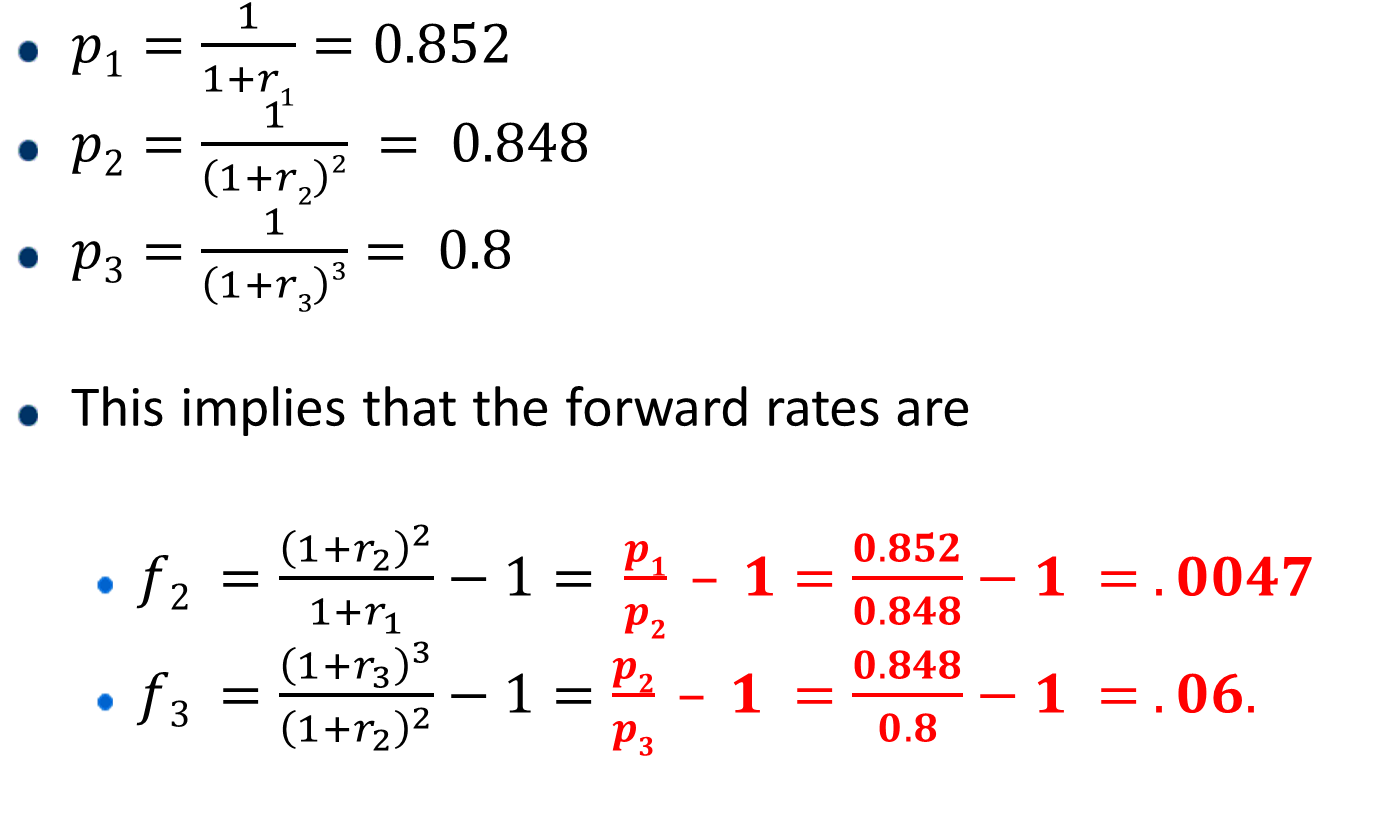 • p₁ = 1/(1+r₁) = 0.852
• p₂ = 1/(1+r₂)² = 0.848
• p₃ = 1/(1+r₃)³ = 0.8
• This implies that the forward rates are
• f₂ = (1+r₂)²/(1+r₁) − 1 = p₁/p₂ − 1 = 0.852/0.848 − 1 = .0047
• f₃ = (1+r₃)³/(1+r₂)² − 1 = p₂/p₃ − 1 = 0.848/0.8 − 1 = .06.